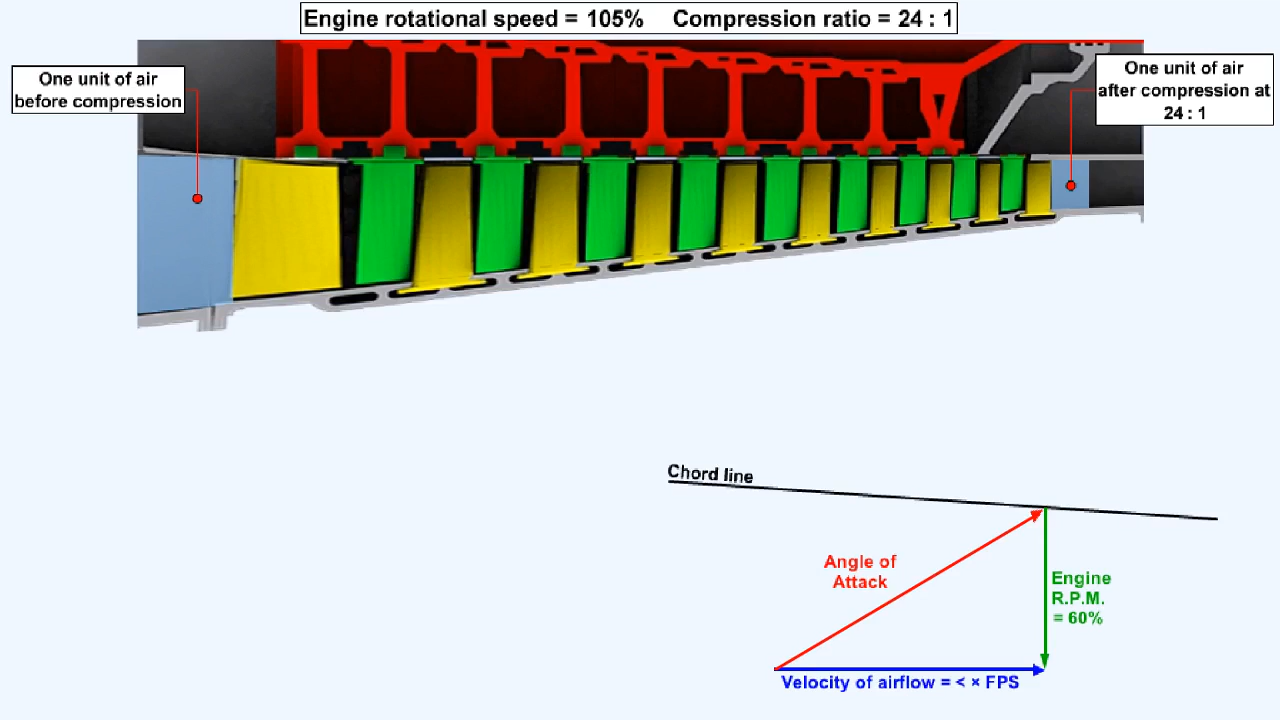 Engine rotational speed = 105% Compression ratio = 24 : 1
One unit of air
before compression
One unit of air
after compression at
24 : 1
Chord line
Angle of
Attack
Engine
R.P.M.
= 60%
Velocity of airflow = < × FPS